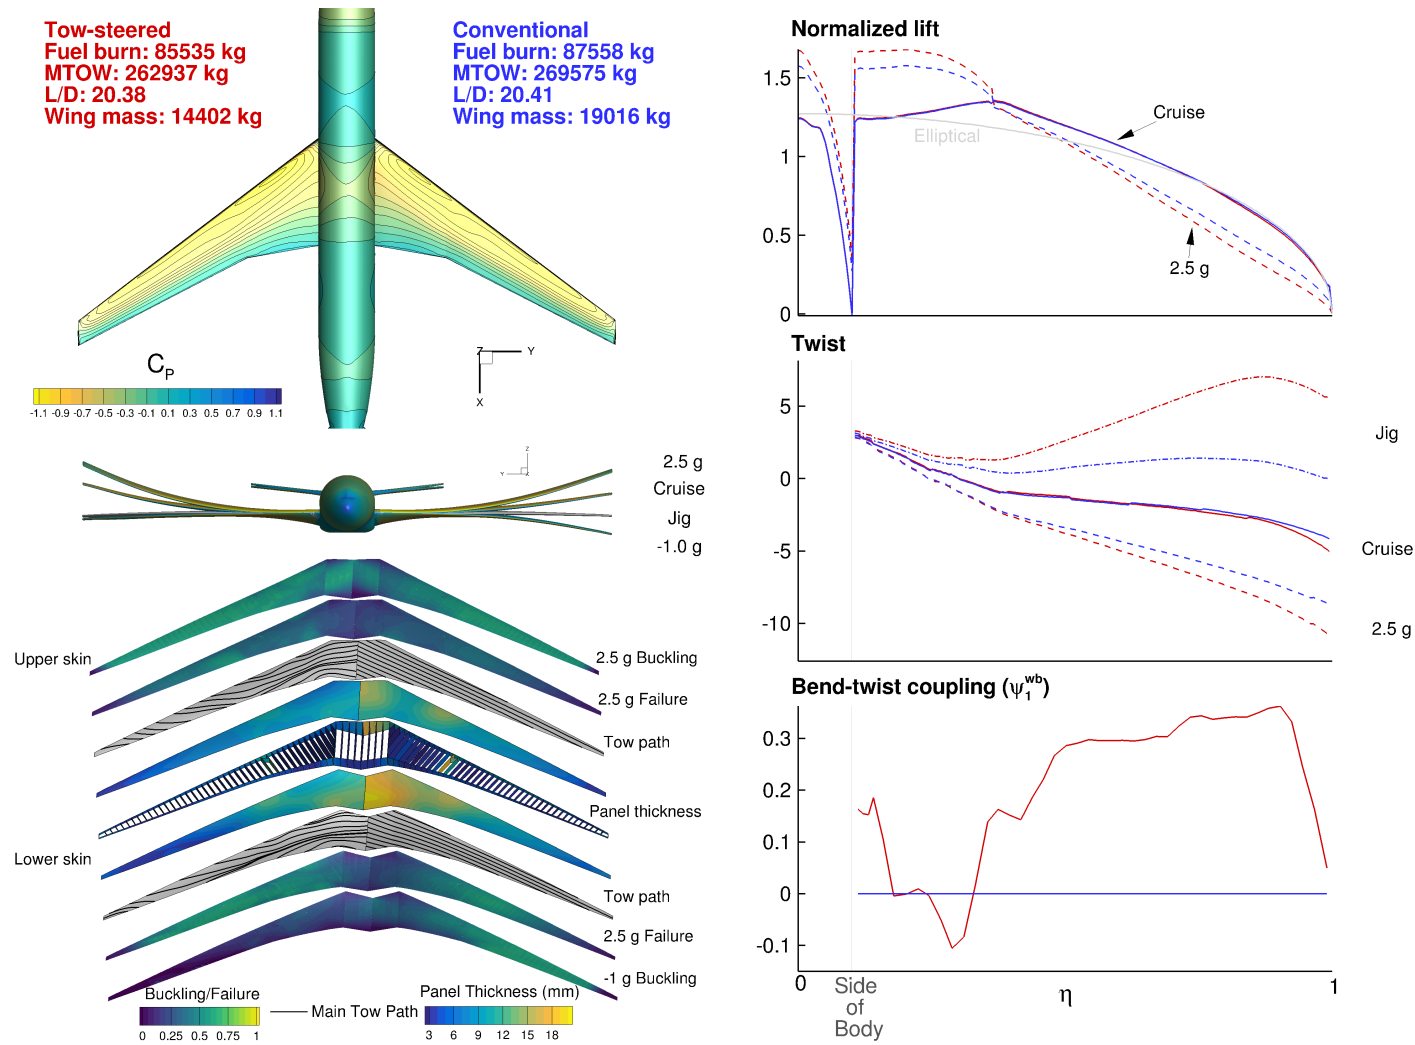 Tow-steered
Fuel burn: 85535 kg
MTOW: 262937 kg
L/D: 20.38
Wing mass: 14402 kg
Conventional
Fuel burn: 87558 kg
MTOW: 269575 kg
L/D: 20.41
Wing mass: 19016 kg
C_P
-1.1 -0.9 -0.7 -0.5 -0.3 -0.1 0.1 0.3 0.5 0.7 0.9 1.1
Z Y
X
Z
Y X
2.5 g
Cruise
Jig
-1.0 g
Upper skin
2.5 g Buckling
2.5 g Failure
Tow path
Panel thickness
Lower skin
Tow path
2.5 g Failure
-1 g Buckling
Buckling/Failure
0 0.25 0.5 0.75 1
Main Tow Path
Panel Thickness (mm)
3 6 9 12 15 18
Normalized lift
1.5
1
0.5
0
Cruise
Elliptical
2.5 g
Twist
5
0
-5
-10
Jig
Cruise
2.5 g
Bend-twist coupling (ψ₁ʷᵇ)
0.3
0.2
0.1
0
-0.1
0 η 1
Side
of
Body